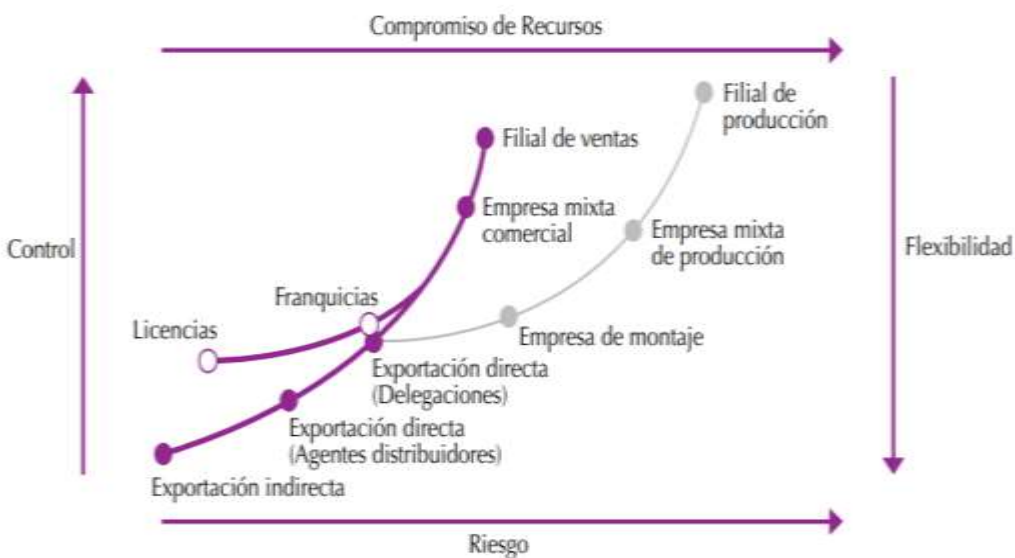 Compromiso de Recursos
Filial de
producción
Filial de ventas
Empresa mixta
comercial
Empresa mixta
de producción
Control
Flexibilidad
Franquicias
Licencias
Empresa de montaje
Exportación directa
(Delegaciones)
Exportación directa
(Agentes distribuidores)
Exportación indirecta
Riesgo